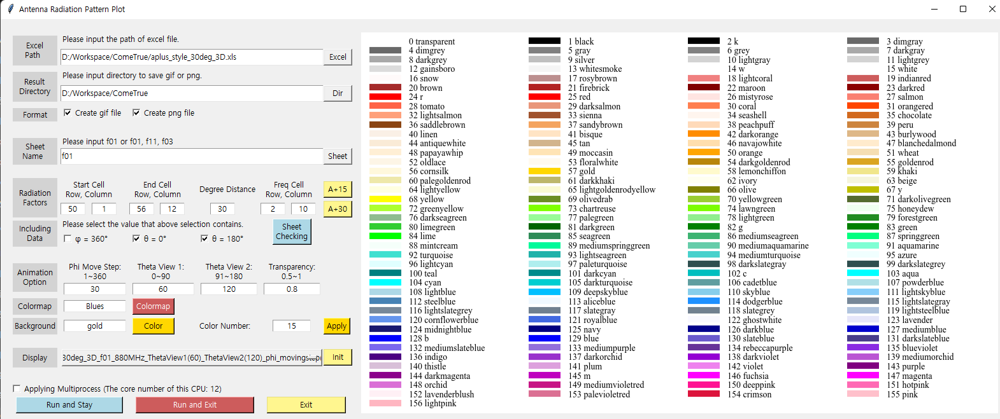 Antenna Radiation Pattern Plot
Excel
Path
Please input the path of excel file.
D:/Workspace/ComeTrue/aplus_style_30deg_3D.xls
Excel
Result
Directory
Please input directory to save gif or png.
D:/Workspace/ComeTrue
Dir
Format
Create gif file
Create png file
Sheet
Name
Please input f01 or f01, f11, f03
f01
Sheet
Radiation
Factors
Start Cell
Row, Column
End Cell
Row, Column
Degree Distance
Freq Cell
Row, Column
50 1 56 12 30 2 10
A+15
A+30
Including
Data
Please select the value that above selection contains.
φ = 360°
θ = 0°
θ = 180°
Sheet
Checking
Animation
Option
Phi Move Step:
1~360
Theta View 1:
0~90
Theta View 2:
91~180
Transparency:
0.5~1
30 60 120 0.8
Colormap
Blues
Colormap
Background
gold
Color
Color Number:
15
Apply
Display
30deg_3D_f01_880MHz_ThetaView1(60)_ThetaView2(120)_phi_movingst
Init
Applying Multiprocess (The core number of this CPU: 12)
Run and Stay
Run and Exit
Exit
0 transparent 1 black 2 k 3 dimgray
4 dimgrey 5 gray 6 grey 7 darkgray
8 darkgrey 9 silver 10 lightgray 11 lightgrey
12 gainsboro 13 whitesmoke 14 w 15 white
16 snow 17 rosybrown 18 lightcoral 19 indianred
20 brown 21 firebrick 22 maroon 23 darkred
24 r 25 red 26 mistyrose 27 salmon
28 tomato 29 darksalmon 30 coral 31 orangered
32 lightsalmon 33 sienna 34 seashell 35 chocolate
36 saddlebrown 37 sandybrown 38 peachpuff 39 peru
40 linen 41 bisque 42 darkorange 43 burlywood
44 antiquewhite 45 tan 46 navajowhite 47 blanchedalmond
48 papayawhip 49 moccasin 50 orange 51 wheat
52 oldlace 53 floralwhite 54 darkgoldenrod 55 goldenrod
56 cornsilk 57 gold 58 lemonchiffon 59 khaki
60 palegoldenrod 61 darkkhaki 62 ivory 63 beige
64 lightyellow 65 lightgoldenrodyellow 66 olive 67 y
68 yellow 69 olivedrab 70 yellowgreen 71 darkolivegreen
72 greenyellow 73 chartreuse 74 lawngreen 75 honeydew
76 darkseagreen 77 palegreen 78 lightgreen 79 forestgreen
80 limegreen 81 darkgreen 82 g 83 green
84 lime 85 seagreen 86 mediumseagreen 87 springgreen
88 mintcream 89 mediumspringgreen 90 mediumaquamarine 91 aquamarine
92 turquoise 93 lightseagreen 94 mediumturquoise 95 azure
96 lightcyan 97 paleturquoise 98 darkslategray 99 darkslategrey
100 teal 101 darkcyan 102 c 103 aqua
104 cyan 105 darkturquoise 106 cadetblue 107 powderblue
108 lightblue 109 deepskyblue 110 skyblue 111 lightskyblue
112 steelblue 113 aliceblue 114 dodgerblue 115 lightslategray
116 lightslategrey 117 slategray 118 slategrey 119 lightsteelblue
120 cornflowerblue 121 royalblue 122 ghostwhite 123 lavender
124 midnightblue 125 navy 126 darkblue 127 mediumblue
128 b 129 blue 130 slateblue 131 darkslateblue
132 mediumslateblue 133 mediumpurple 134 rebeccapurple 135 blueviolet
136 indigo 137 darkorchid 138 darkviolet 139 mediumorchid
140 thistle 141 plum 142 violet 143 purple
144 darkmagenta 145 m 146 fuchsia 147 magenta
148 orchid 149 mediumvioletred 150 deeppink 151 hotpink
152 lavenderblush 153 palevioletred 154 crimson 155 pink
156 lightpink